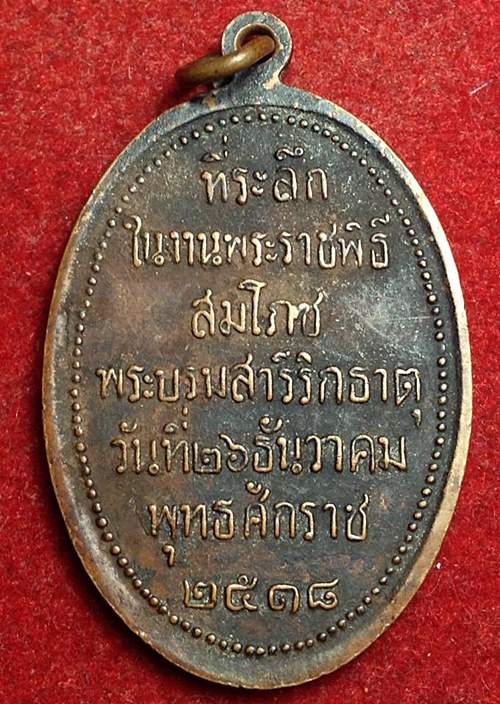 ที่ระลึก
ในงานพระราชพิธี
สมโภช
พระบรมสารีริกธาตุ
วันที่๒๖ธันวาคม
พุทธศักราช
๒๕๑๘